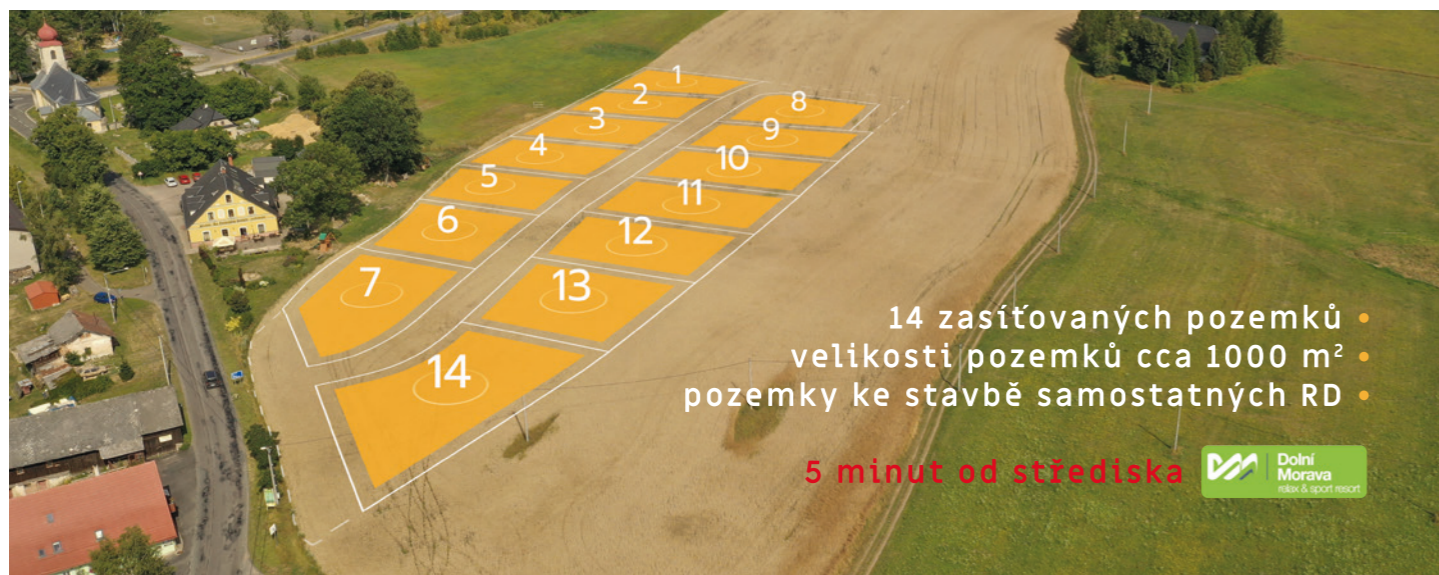 1
2
3
4
5
6
7
8
9
10
11
12
13
14
14 zasíťovaných pozemků •
velikosti pozemků cca 1000 m² •
pozemky ke stavbě samostatných RD •
5 minut od střediska
Dolní
Morava
relax & sport resort